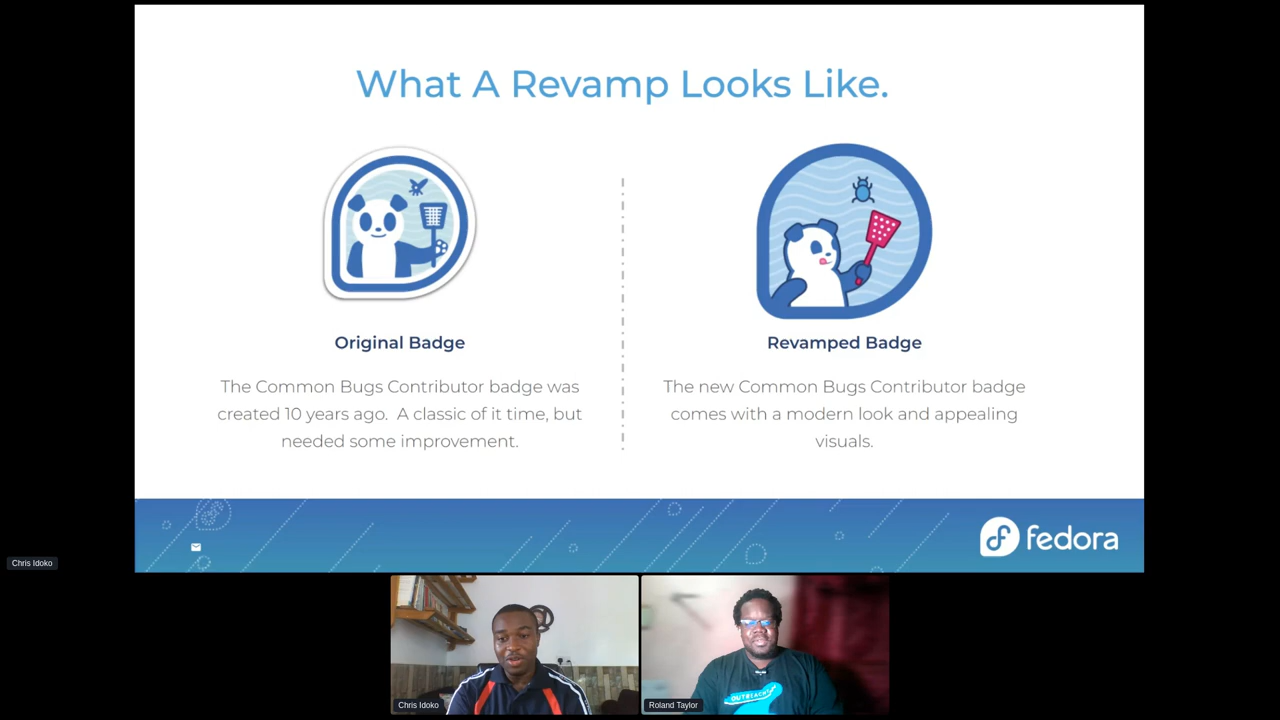 What A Revamp Looks Like.
Original Badge
The Common Bugs Contributor badge was
created 10 years ago. A classic of it time, but
needed some improvement.
Revamped Badge
The new Common Bugs Contributor badge
comes with a modern look and appealing
visuals.
fedora
Chris Idoko
Chris Idoko
Roland Taylor